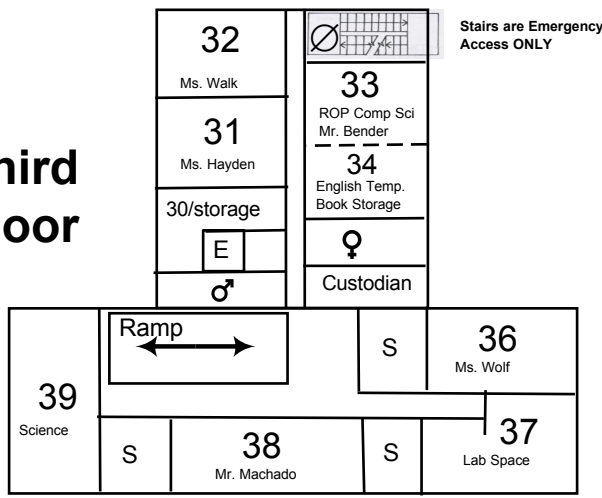 Stairs are Emergency
Access ONLY
32
Ms. Walk
33
ROP Comp Sci
Mr. Bender
31
Ms. Hayden
34
English Temp.
Book Storage
hird
oor
30/storage
E
♀
♂
Custodian
Ramp
S
36
Ms. Wolf
39
Science
S
38
Mr. Machado
S
37
Lab Space